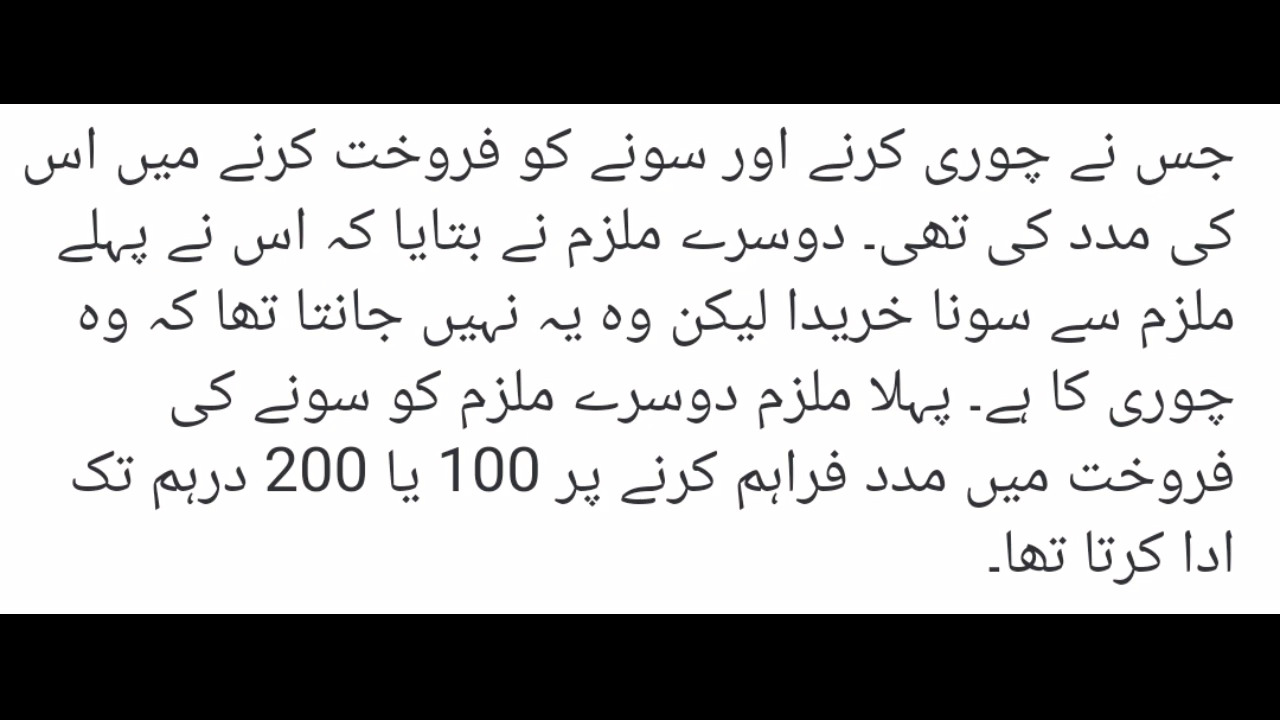 جس نے چوری کرنے اور سونے کو فروخت کرنے میں اس
کی مدد کی تھی۔ دوسرے ملزم نے بتایا کہ اس نے پہلے
ملزم سے سونا خریدا لیکن وہ یہ نہیں جانتا تھا کہ وہ
چوری کا ہے۔ پہلا ملزم دوسرے ملزم کو سونے کی
فروخت میں مدد فراہم کرنے پر 100 یا 200 درہم تک
ادا کرتا تھا۔